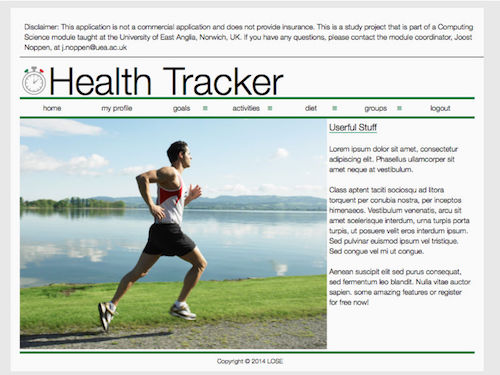 Disclaimer: This application is not a commercial application and does not provide insurance. This is a study project that is part of a Computing
Science module taught at the University of East Anglia, Norwich, UK. If you have any questions, please contact the module coordinator, Joost
Noppen, at j.noppen@uea.ac.uk
Health Tracker
home my profile goals activities diet groups logout
Userful Stuff
Lorem ipsum dolor sit amet, consectetur
adipiscing elit. Phasellus ullamcorper sit
amet neque at vestibulum.
Class aptent taciti sociosqu ad litora
torquent per conubia nostra, per inceptos
himenaeos. Vestibulum venenatis, arcu sit
amet scelerisque interdum, urna turpis porta
turpis, ut posuere velit eros interdum ipsum.
Sed pulvinar euismod ipsum vel tristique.
Sed congue vel mi ut congue.
Aenean suscipit elit sed purus consequat,
sed fermentum leo blandit. Nulla vitae auctor
sapien. some amazing features or register
for free now!
Copyright © 2014 LOSE